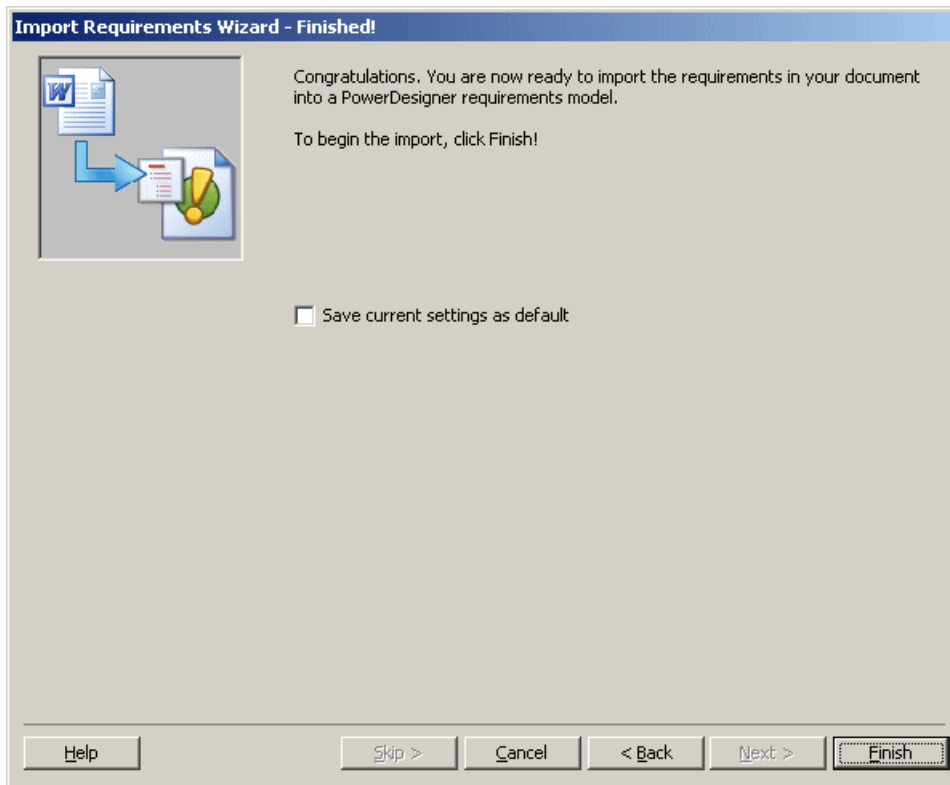 Import Requirements Wizard - Finished!
Congratulations. You are now ready to import the requirements in your document
into a PowerDesigner requirements model.
To begin the import, click Finish!
W
Save current settings as default
Help
Skip >
Cancel
< Back
Next >
Finish